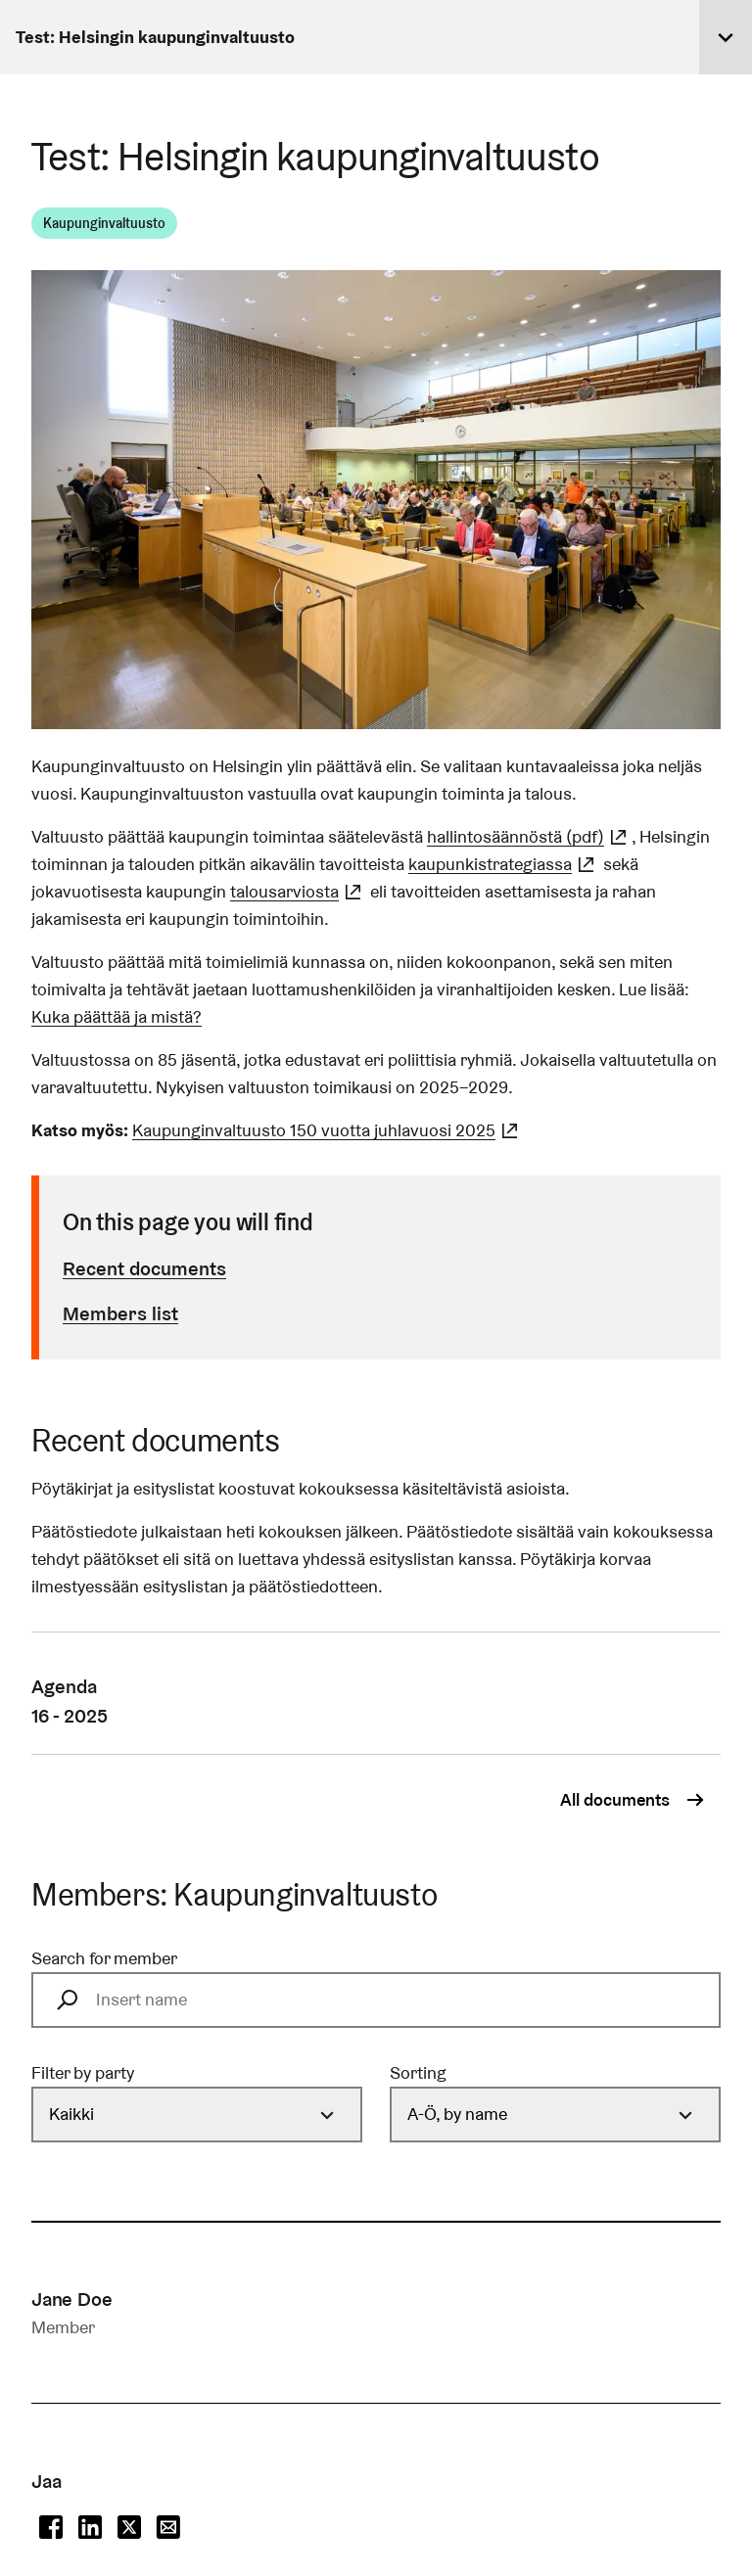 Test: Helsingin kaupunginvaltuusto
Test: Helsingin kaupunginvaltuusto
Kaupunginvaltuusto
Kaupunginvaltuusto on Helsingin ylin päättävä elin. Se valitaan kuntavaaleissa joka neljäs
vuosi. Kaupunginvaltuuston vastuulla ovat kaupungin toiminta ja talous.
Valtuusto päättää kaupungin toimintaa säätelevästä hallintosäännöstä (pdf) , Helsingin
toiminnan ja talouden pitkän aikavälin tavoitteista kaupunkistrategiassa sekä
jokavuotisesta kaupungin talousarviosta eli tavoitteiden asettamisesta ja rahan
jakamisesta eri kaupungin toimintoihin.
Valtuusto päättää mitä toimielimiä kunnassa on, niiden kokoonpanon, sekä sen miten
toimivalta ja tehtävät jaetaan luottamushenkilöiden ja viranhaltijoiden kesken. Lue lisää:
Kuka päättää ja mistä?
Valtuustossa on 85 jäsentä, jotka edustavat eri poliittisia ryhmiä. Jokaisella valtuutetulla on
varavaltuutettu. Nykyisen valtuuston toimikausi on 2025–2029.
Katso myös: Kaupunginvaltuusto 150 vuotta juhlavuosi 2025
On this page you will find
Recent documents
Members list
Recent documents
Pöytäkirjat ja esityslistat koostuvat kokouksessa käsiteltävistä asioista.
Päätöstiedote julkaistaan heti kokouksen jälkeen. Päätöstiedote sisältää vain kokouksessa
tehdyt päätökset eli sitä on luettava yhdessä esityslistan kanssa. Pöytäkirja korvaa
ilmestyessään esityslistan ja päätöstiedotteen.
Agenda
16 - 2025
All documents
Members: Kaupunginvaltuusto
Search for member
Insert name
Filter by party
Sorting
Kaikki
A-Ö, by name
Jane Doe
Member
Jaa